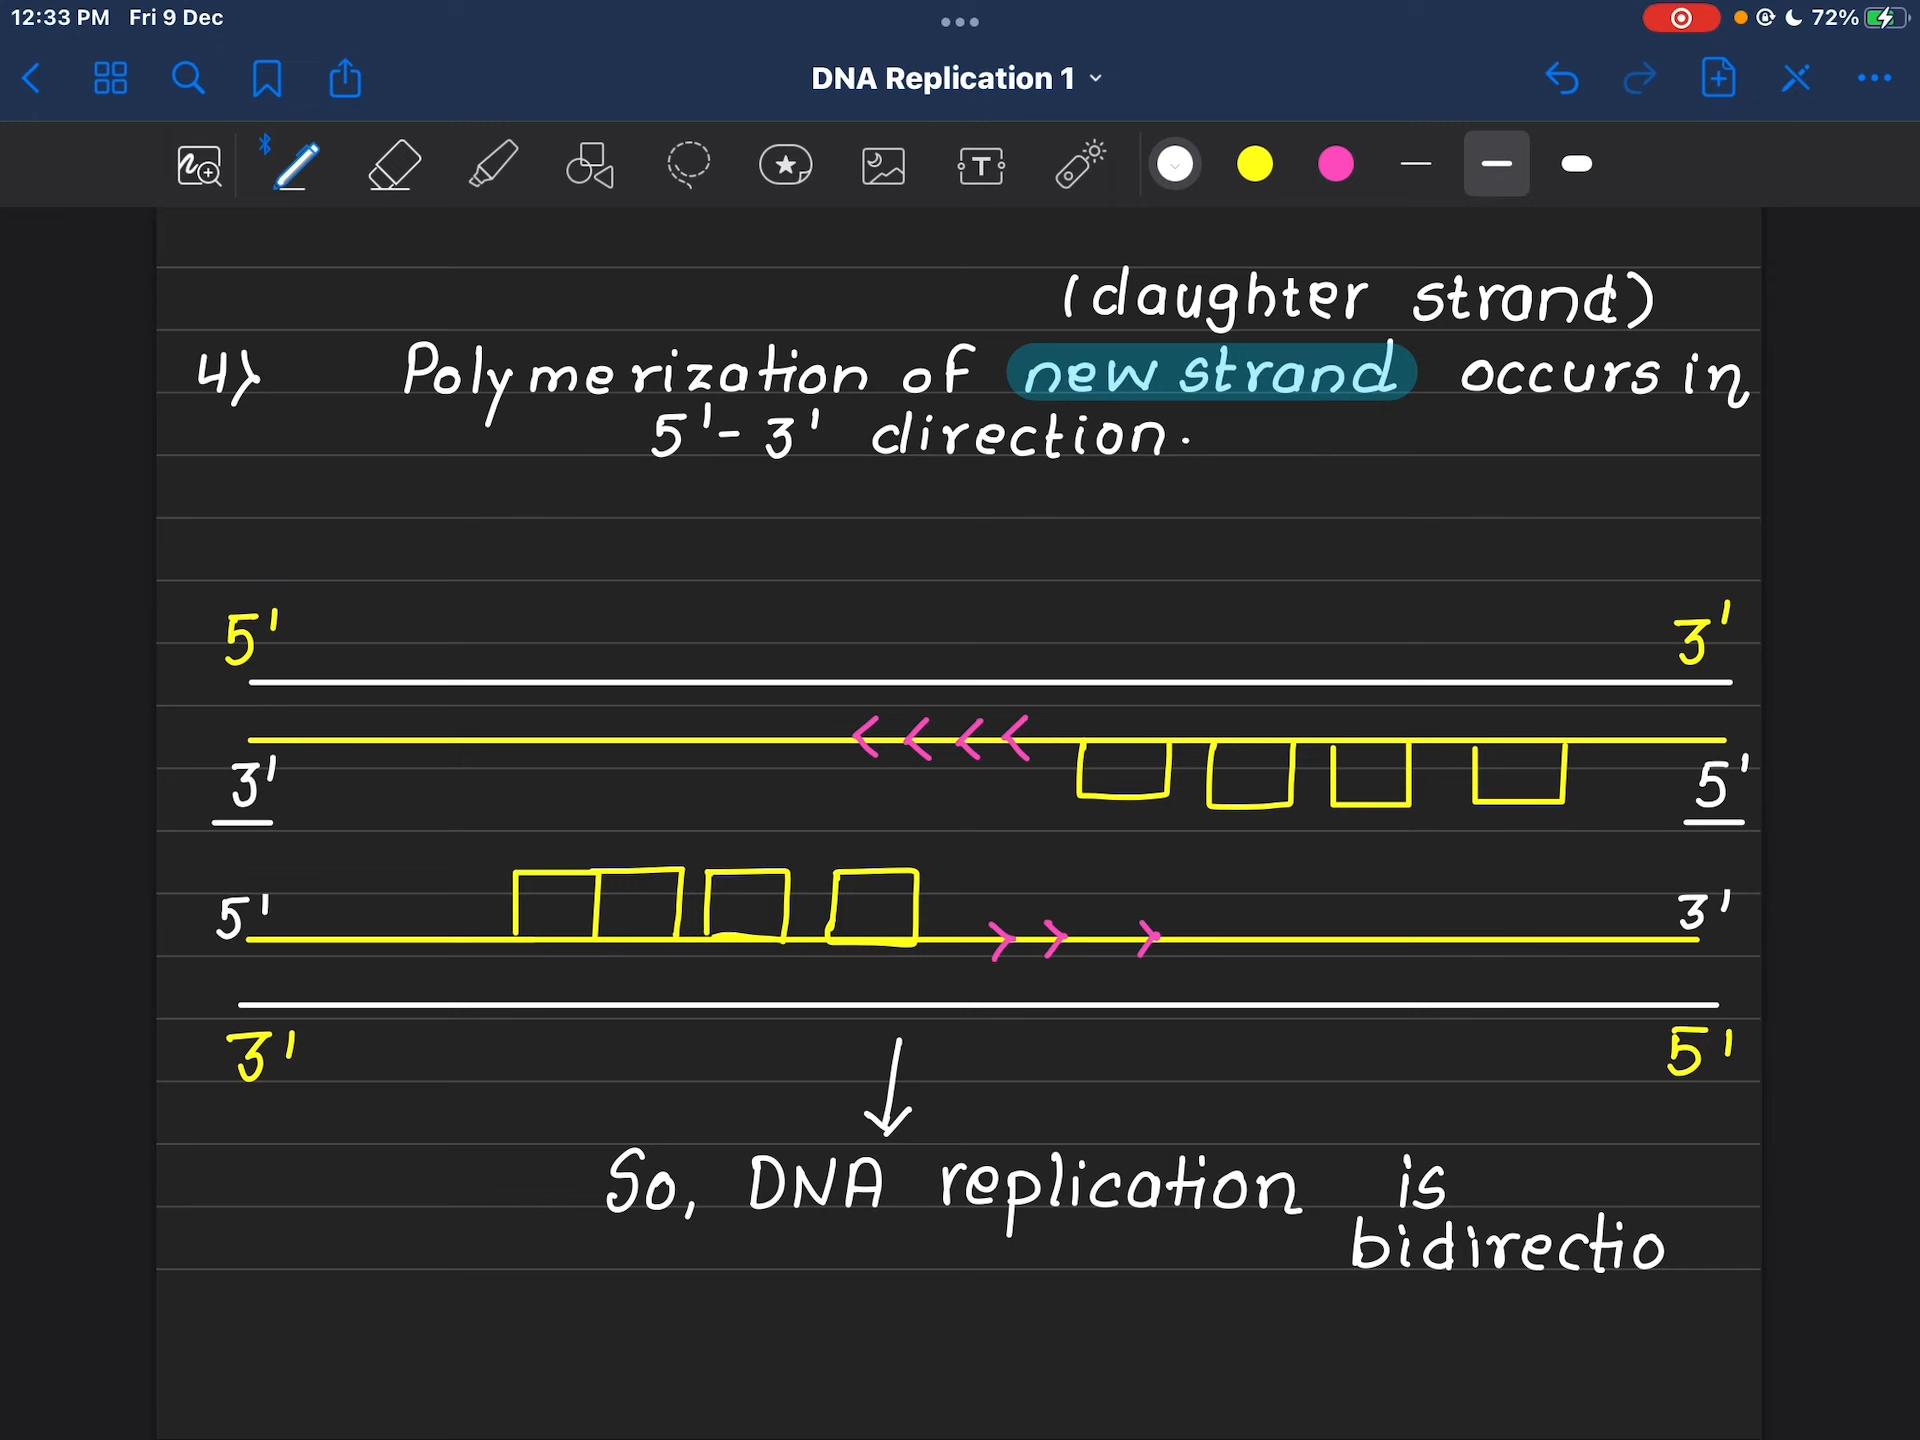 12:33 PM Fri 9 Dec
72%
DNA Replication 1
T
(daughter strand)
4) Polymerization of new strand occurs in
5'- 3' direction.
5' 3'
3' 5'
5' 3'
3' 5'
So, DNA replication is
bidirectio